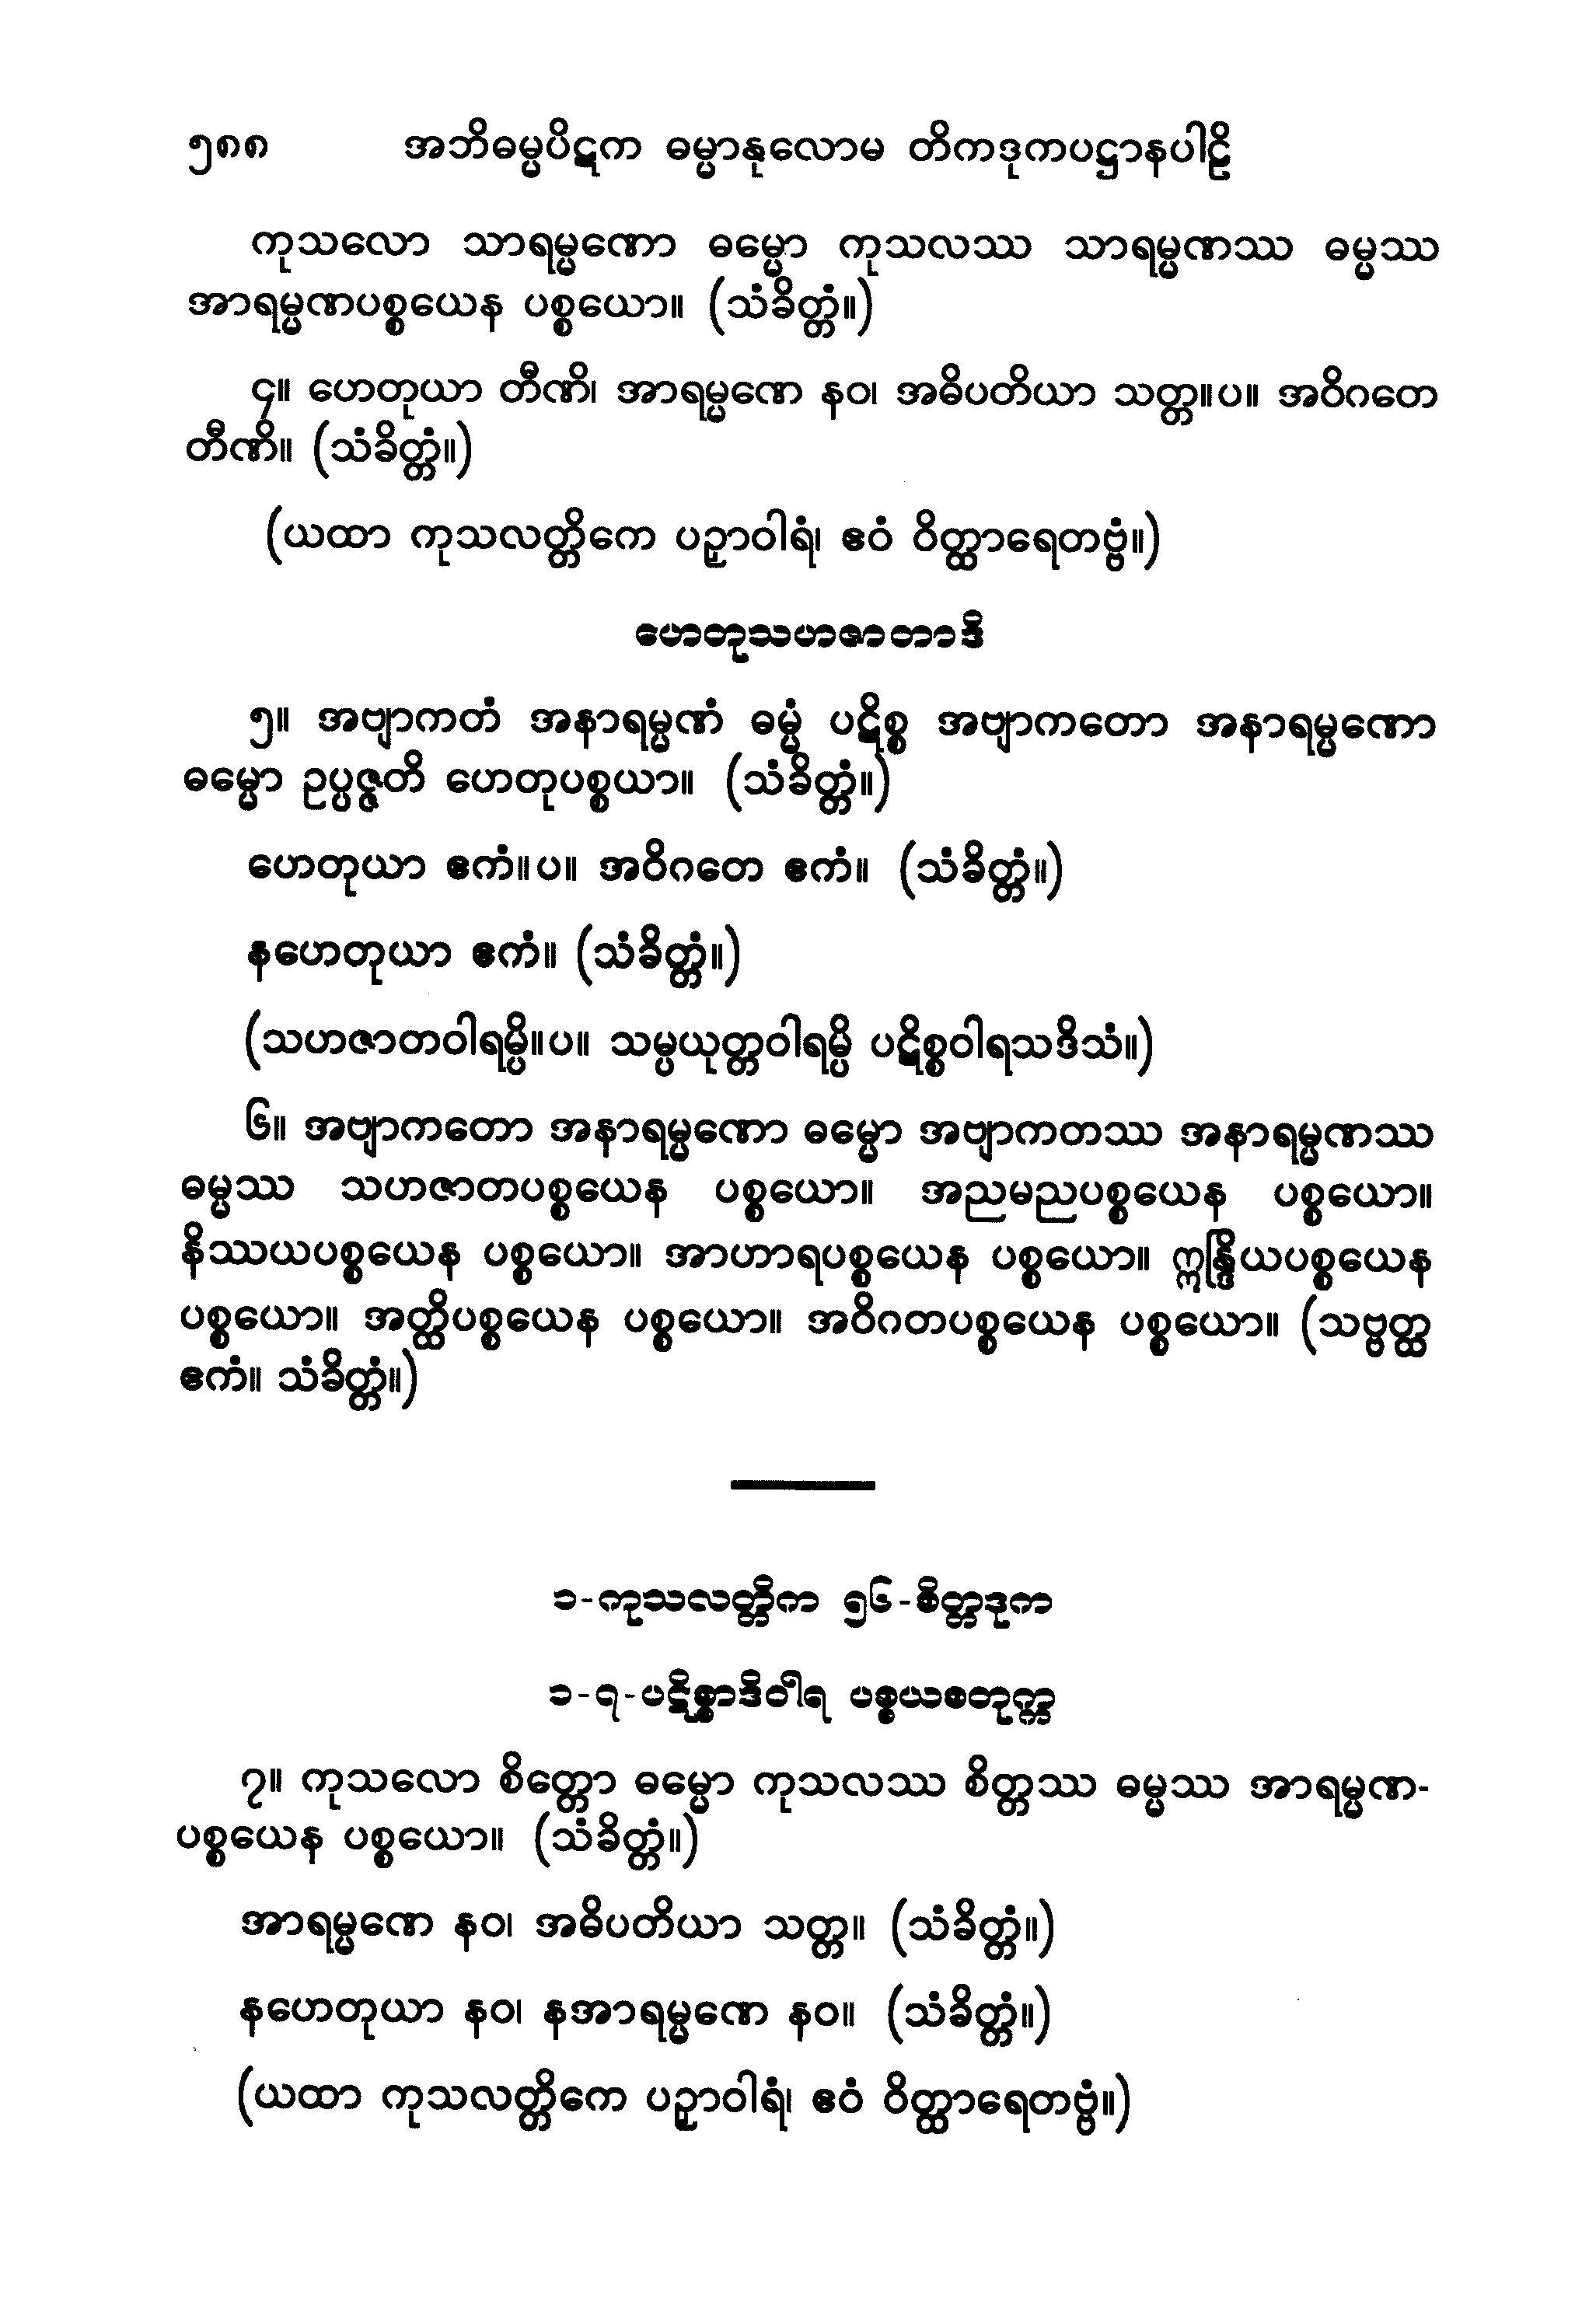 ၅၈၈ အဘိဓမ္မပိဋက ဓမ္မာနုလောမ တိကဒုကပဋ္ဌာနပါဠိ
ကုသလော သာရမ္မဏော ဓမ္မော ကုသလဿ သာရမ္မဏဿ ဓမ္မဿ
အာရမ္မဏပစ္စယေန ပစ္စယော။ (သံခိတ္တံ။)
၄။ ဟေတုယာ တီဏိ၊ အာရမ္မဏေ နဝ၊ အဓိပတိယာ သတ္တ။ပ။ အဝိဂတေ
တီဏိ။ (သံခိတ္တံ။)
(ယထာ ကုသလတ္တိကေ ပဉှာဝါရံ၊ ဧဝံ ဝိတ္ထာရေတဗ္ဗံ။)
ဟေတုသဟဇာတာဒိ
၅။ အဗျာကတံ အနာရမ္မဏံ ဓမ္မံ ပဋိစ္စ အဗျာကတော အနာရမ္မဏော
ဓမ္မော ဥပ္ပဇ္ဇတိ ဟေတုပစ္စယာ။ (သံခိတ္တံ။)
ဟေတုယာ ဧကံ။ပ။ အဝိဂတေ ဧကံ။ (သံခိတ္တံ။)
နဟေတုယာ ဧကံ။ (သံခိတ္တံ။)
(သဟဇာတဝါရမ္ပိ။ပ။ သမ္ပယုတ္တဝါရမ္ပိ ပဋိစ္စဝါရသဒိသံ။)
၆။ အဗျာကတော အနာရမ္မဏော ဓမ္မော အဗျာကတဿ အနာရမ္မဏဿ
ဓမ္မဿ သဟဇာတပစ္စယေန ပစ္စယော။ အညမညပစ္စယေန ပစ္စယော။
နိဿယပစ္စယေန ပစ္စယော။ အာဟာရပစ္စယေန ပစ္စယော။ ဣန္ဒြိယပစ္စယေန
ပစ္စယော။ အတ္ထိပစ္စယေန ပစ္စယော။ အဝိဂတပစ္စယေန ပစ္စယော။ (သဗ္ဗတ္ထ
ဧကံ။ သံခိတ္တံ။)
၁-ကုသလတ္တိက ၅၆-စိတ္တဒုက
၁-၇-ပဋိစ္စာဒိဝါရ ပစ္စယစတုက္က
၇။ ကုသလော စိတ္တော ဓမ္မော ကုသလဿ စိတ္တဿ ဓမ္မဿ အာရမ္မဏ-
ပစ္စယေန ပစ္စယော။ (သံခိတ္တံ။)
အာရမ္မဏေ နဝ၊ အဓိပတိယာ သတ္တ။ (သံခိတ္တံ။)
နဟေတုယာ နဝ၊ နအာရမ္မဏေ နဝ။ (သံခိတ္တံ။)
(ယထာ ကုသလတ္တိကေ ပဉှာဝါရံ၊ ဧဝံ ဝိတ္ထာရေတဗ္ဗံ။)